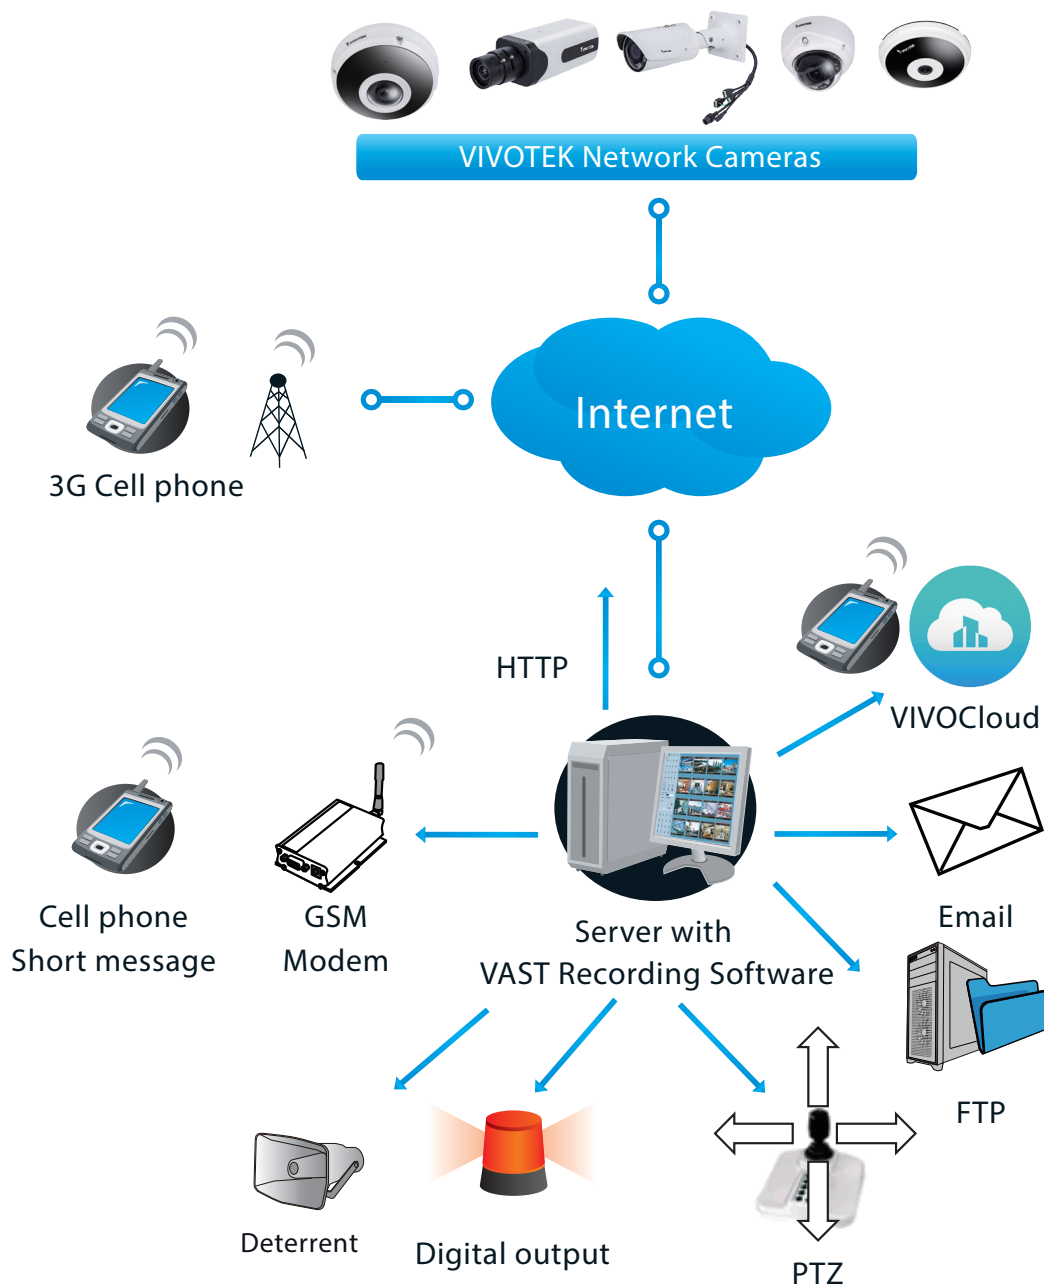 VIVOTEK Network Cameras
Internet
3G Cell phone
HTTP
VIVOCloud
Cell phone
Short message
GSM
Modem
Server with
VAST Recording Software
Email
FTP
Deterrent
Digital output
PTZ